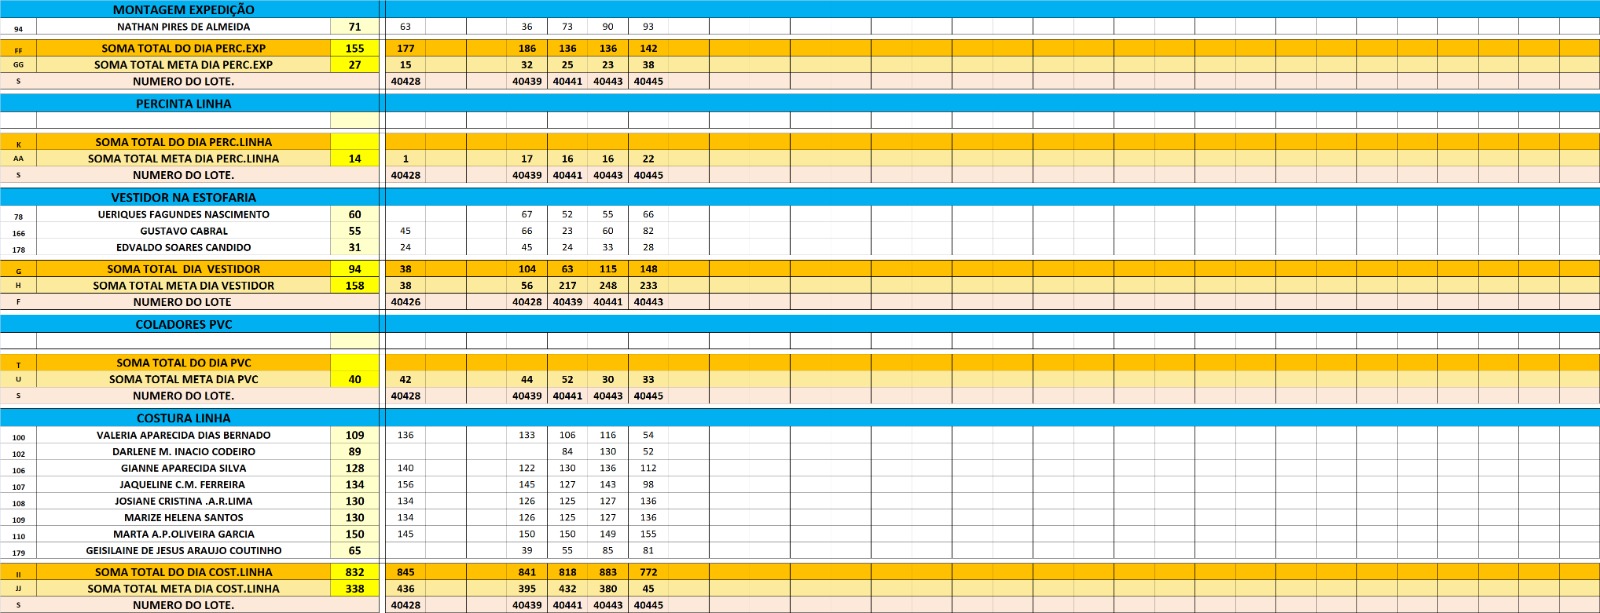 MONTAGEM EXPEDIÇÃO
94 NATHAN PIRES DE ALMEIDA 71 63 36 73 90 93
FF SOMA TOTAL DO DIA PERC.EXP 155 177 186 136 136 142
GG SOMA TOTAL META DIA PERC.EXP 27 15 32 25 23 38
S NUMERO DO LOTE. 40428 40439 40441 40443 40445
PERCINTA LINHA
K SOMA TOTAL DO DIA PERC.LINHA
AA SOMA TOTAL META DIA PERC.LINHA 14 1 17 16 16 22
S NUMERO DO LOTE. 40428 40439 40441 40443 40445
VESTIDOR NA ESTOFARIA
78 UERIQUES FAGUNDES NASCIMENTO 60 67 52 55 66
166 GUSTAVO CABRAL 55 45 66 23 60 82
178 EDVALDO SOARES CANDIDO 31 24 45 24 33 28
G SOMA TOTAL DIA VESTIDOR 94 38 104 63 115 148
H SOMA TOTAL META DIA VESTIDOR 158 38 56 217 248 233
F NUMERO DO LOTE 40426 40428 40439 40441 40443
COLADORES PVC
T SOMA TOTAL DO DIA PVC
U SOMA TOTAL META DIA PVC 40 42 44 52 30 33
S NUMERO DO LOTE. 40428 40439 40441 40443 40445
COSTURA LINHA
100 VALERIA APARECIDA DIAS BERNADO 109 136 133 106 116 54
102 DARLENE M. INACIO CODEIRO 89 84 130 52
106 GIANNE APARECIDA SILVA 128 140 122 130 136 112
107 JAQUELINE C.M. FERREIRA 134 156 145 127 143 98
108 JOSIANE CRISTINA .A.R.LIMA 130 134 126 125 127 136
109 MARIZE HELENA SANTOS 130 134 126 125 127 136
110 MARTA A.P.OLIVEIRA GARCIA 150 145 150 150 149 155
179 GEISILAINE DE JESUS ARAUJO COUTINHO 65 39 55 85 81
II SOMA TOTAL DO DIA COST.LINHA 832 845 841 818 883 772
JJ SOMA TOTAL META DIA COST.LINHA 338 436 395 432 380 45
S NUMERO DO LOTE. 40428 40439 40441 40443 40445